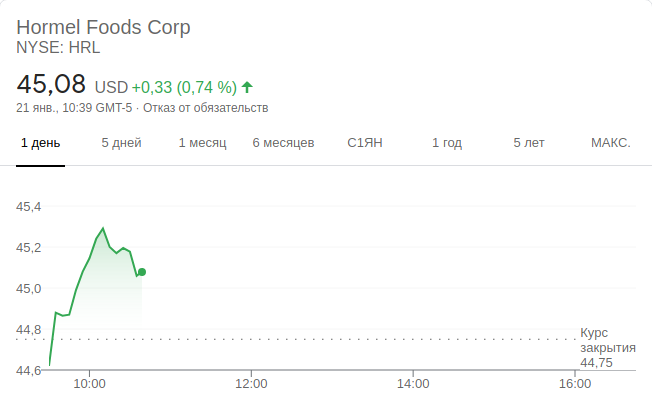 Hormel Foods Corp
NYSE: HRL
45,08 USD +0,33 (0,74 %)
21 янв., 10:39 GMT-5 · Отказ от обязательств
1 день 5 дней 1 месяц 6 месяцев С1ЯН 1 год 5 лет МАКС.
45,4
45,2
45,0
44,8
Курс
закрытия
44,75
44,6
10:00 12:00 14:00 16:00